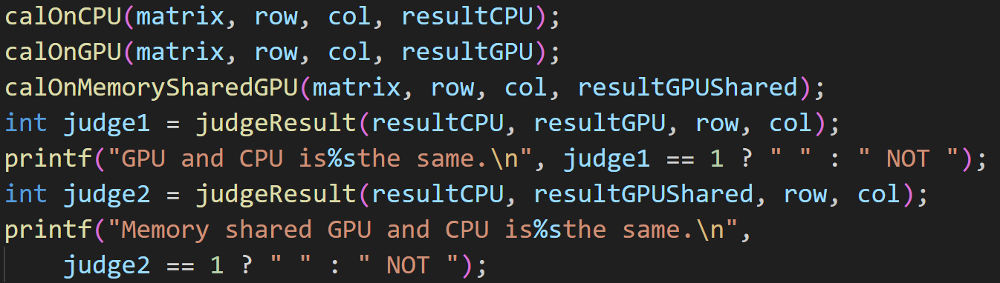 calOnCPU(matrix, row, col, resultCPU);
calOnGPU(matrix, row, col, resultGPU);
calOnMemorySharedGPU(matrix, row, col, resultGPUShared);
int judge1 = judgeResult(resultCPU, resultGPU, row, col);
printf("GPU and CPU is%sthe same.\n", judge1 == 1 ? " " : " NOT ");
int judge2 = judgeResult(resultCPU, resultGPUShared, row, col);
printf("Memory shared GPU and CPU is%sthe same.\n",
    judge2 == 1 ? " " : " NOT ");